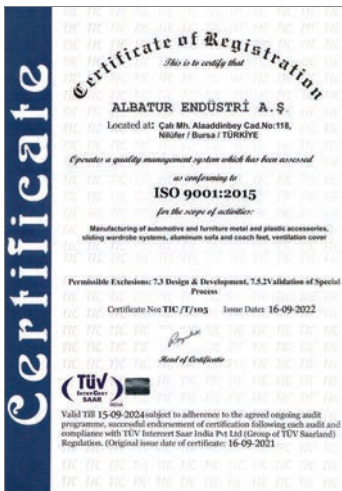 Certificate
Certificate of Registration
This is to certify that
ALBATUR ENDÜSTRİ A.Ş.
Located at: Çalı Mh. Alaaddinbey Cad.No:118,
Nilüfer / Bursa / TÜRKİYE
Operates a quality management system which has been assessed
as conforming to
ISO 9001:2015
for the scope of activities:
Manufacturing of automotive and furniture metal and plastic accessories,
sliding wardrobe systems, aluminum sofa and coach feet, ventilation cover
Permissible Exclusions: 7.3 Design & Development, 7.5.2Validation of Special
Process
Certificate No: TIC /T/105 Issue Date: 16-09-2022
Head of Certification
TÜV
INTERCERT
SAAR
INDIA
Valid Till 15-09-2024 subject to adherence to the agreed ongoing audit
programme, successful endorsement of certification following each audit and
compliance with TÜV Intercert Saar India Pvt Ltd (Group of TÜV Saarland)
Regulation. (Original issue date of certificate: 16-09-2021